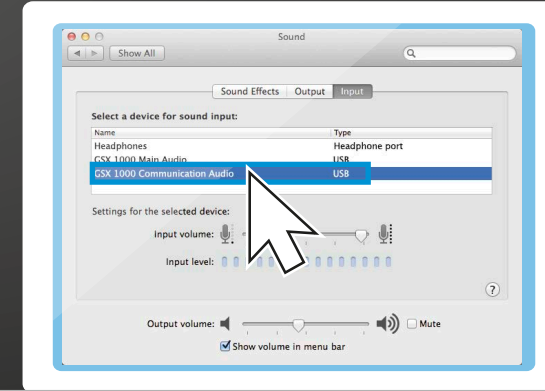 Sound
Show All
Sound Effects Output Input
Select a device for sound input:
Name Type
Headphones Headphone port
GSX 1000 Main Audio USB
GSX 1000 Communication Audio USB
Settings for the selected device:
Input volume:
Input level:
?
Output volume: Mute
Show volume in menu bar